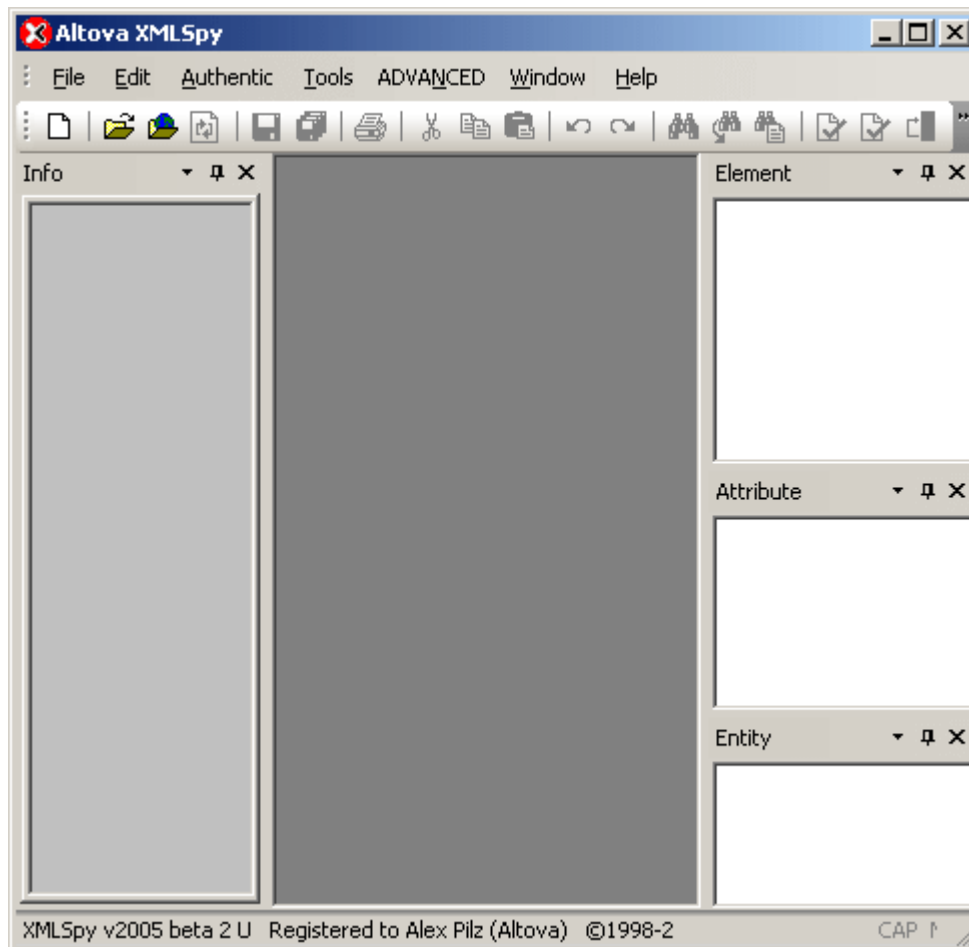 Altova XMLSpy
File Edit Authentic Tools ADVANCED Window Help
Info
Element
Attribute
Entity
XMLSpy v2005 beta 2 U Registered to Alex Pilz (Altova) ©1998-2 CAP